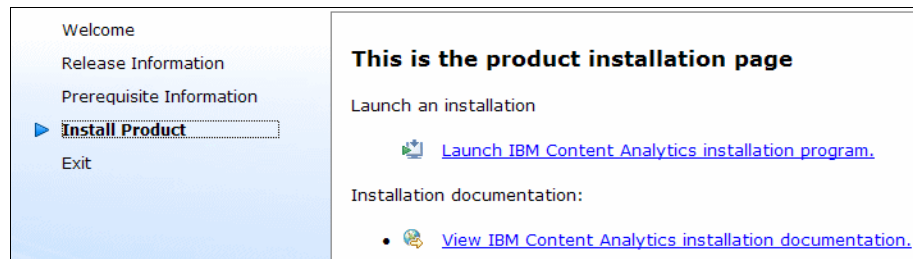 Welcome
Release Information
Prerequisite Information
Install Product
Exit
This is the product installation page
Launch an installation
Launch IBM Content Analytics installation program.
Installation documentation:
View IBM Content Analytics installation documentation.